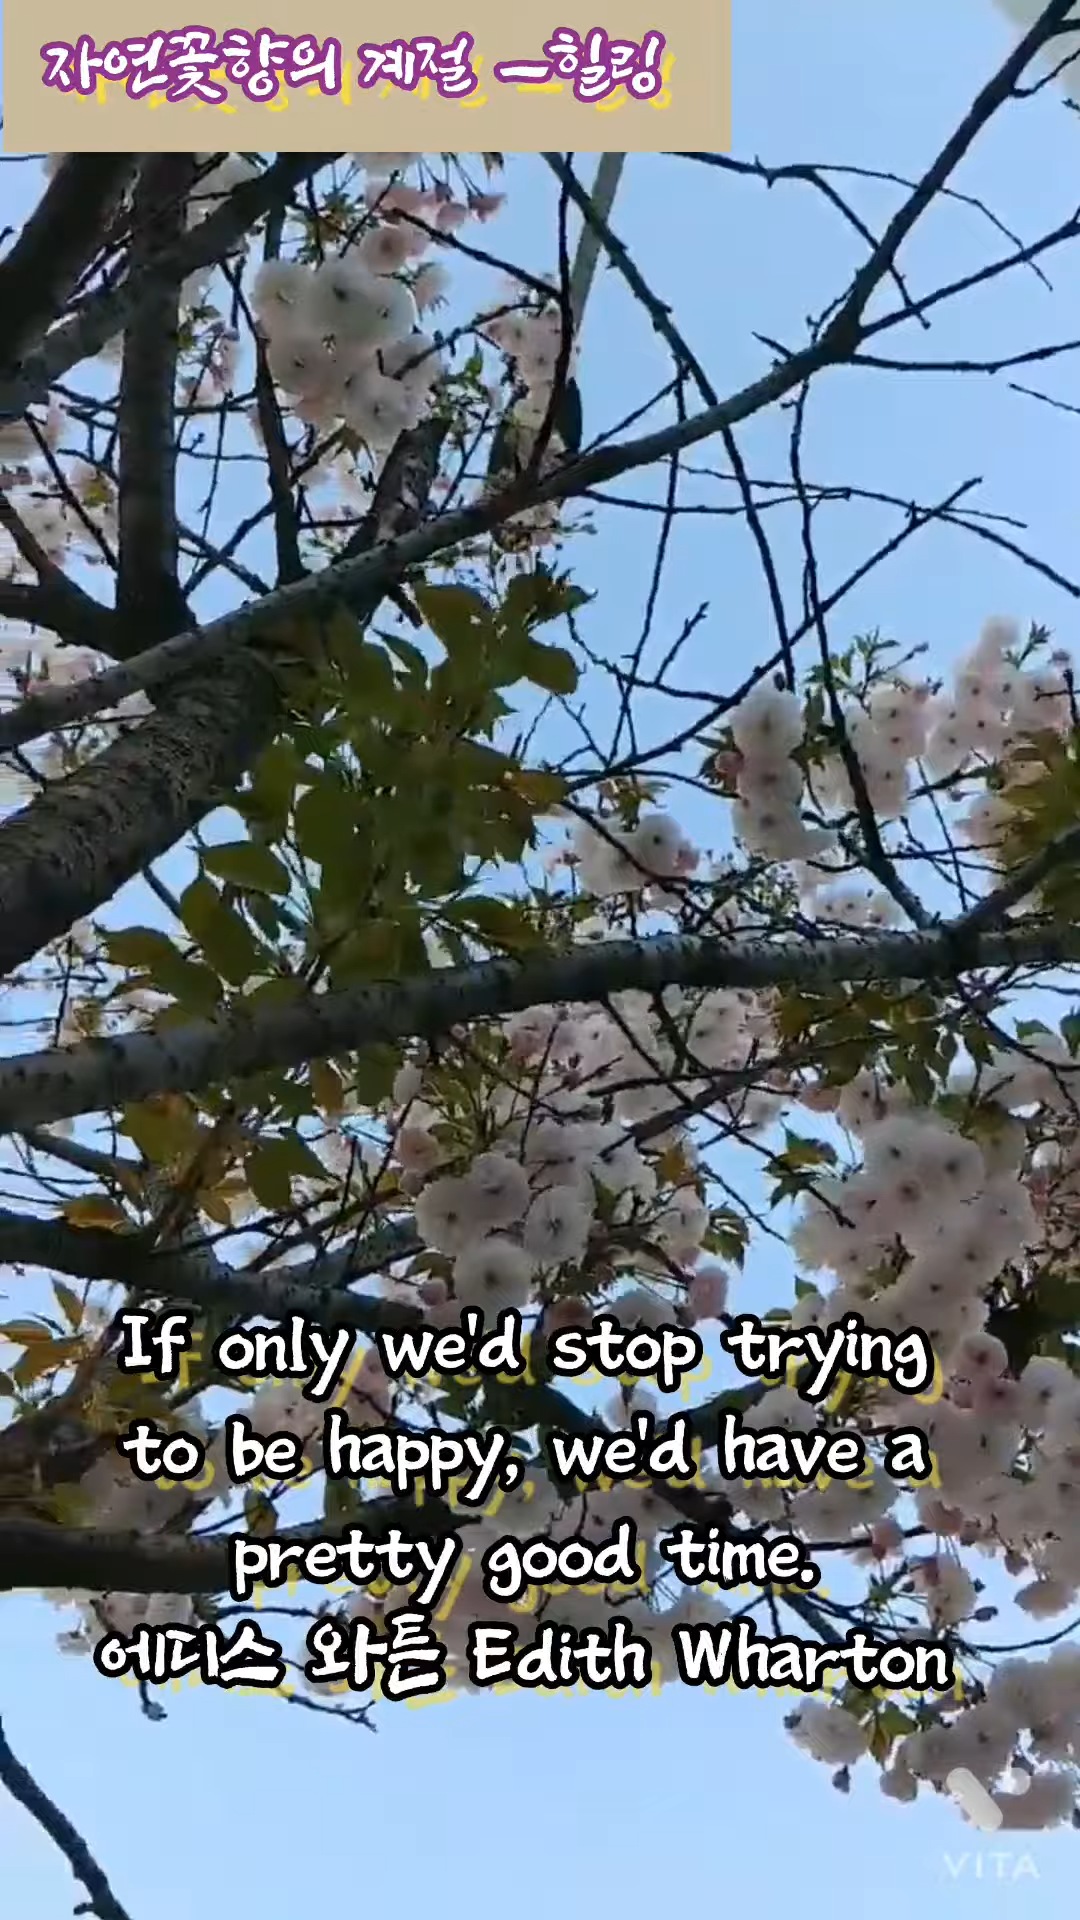 자연꽃향의 계절 -힐링
If only we'd stop trying
to be happy, we'd have a
pretty good time.
에디스 와튼 Edith Wharton
VITA